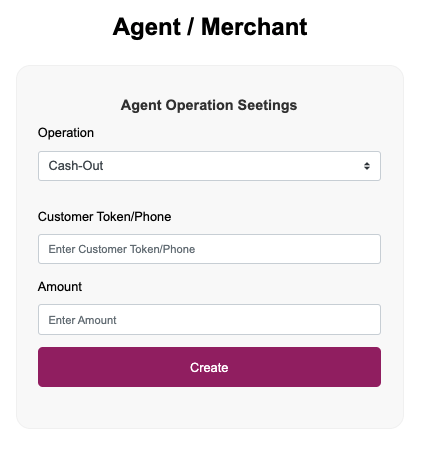 Agent / Merchant
Agent Operation Seetings
Operation
Cash-Out
Customer Token/Phone
Enter Customer Token/Phone
Amount
Enter Amount
Create